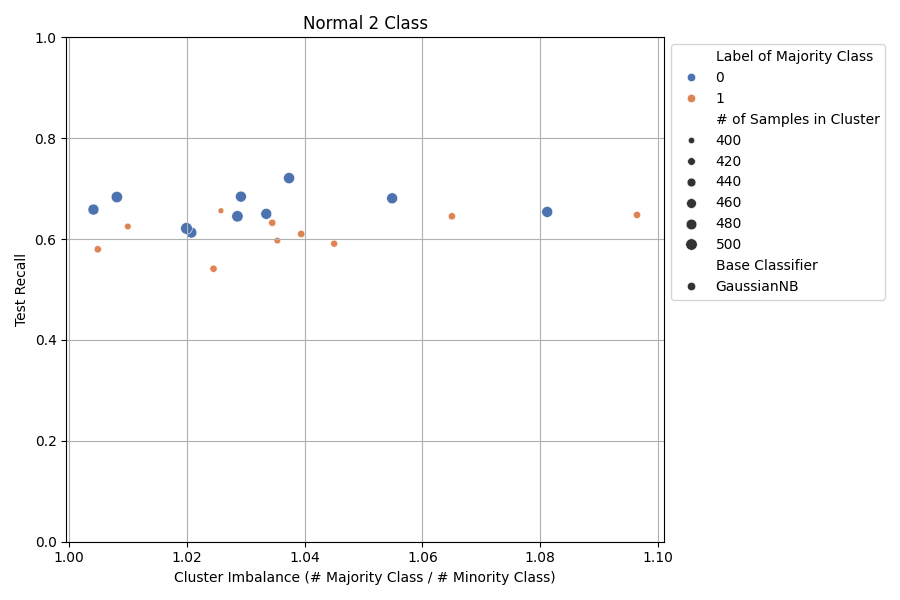 Normal 2 Class
1.0
0.8
0.6
0.4
0.2
0.0
Test Recall
1.00
1.02
1.04
1.06
1.08
1.10
Cluster Imbalance (# Majority Class / # Minority Class)
Label of Majority Class
0
1
# of Samples in Cluster
400
420
440
460
480
500
Base Classifier
GaussianNB